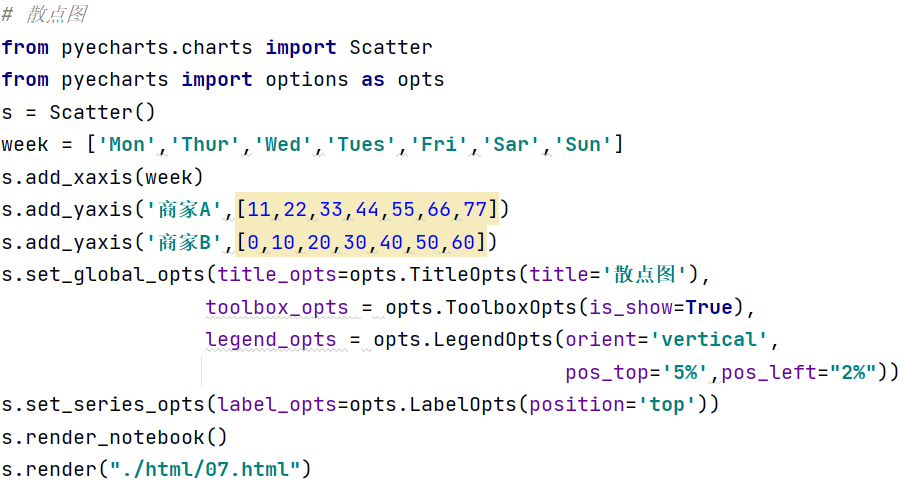 # 散点图
from pyecharts.charts import Scatter
from pyecharts import options as opts
s = Scatter()
week = ['Mon','Thur','Wed','Tues','Fri','Sar','Sun']
s.add_xaxis(week)
s.add_yaxis('商家A',[11,22,33,44,55,66,77])
s.add_yaxis('商家B',[0,10,20,30,40,50,60])
s.set_global_opts(title_opts=opts.TitleOpts(title='散点图'),
toolbox_opts = opts.ToolboxOpts(is_show=True),
legend_opts = opts.LegendOpts(orient='vertical',
pos_top='5%',pos_left="2%"))
s.set_series_opts(label_opts=opts.LabelOpts(position='top'))
s.render_notebook()
s.render("./html/07.html")